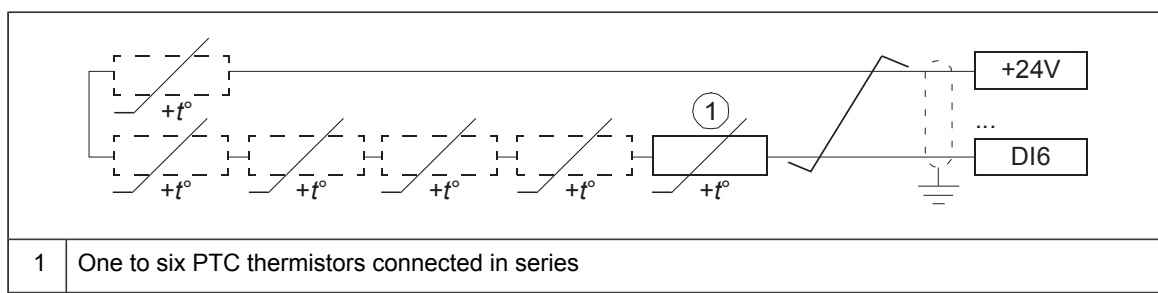 +24V
+t°
1
...
DI6
+t° +t° +t° +t° +t°
1 One to six PTC thermistors connected in series